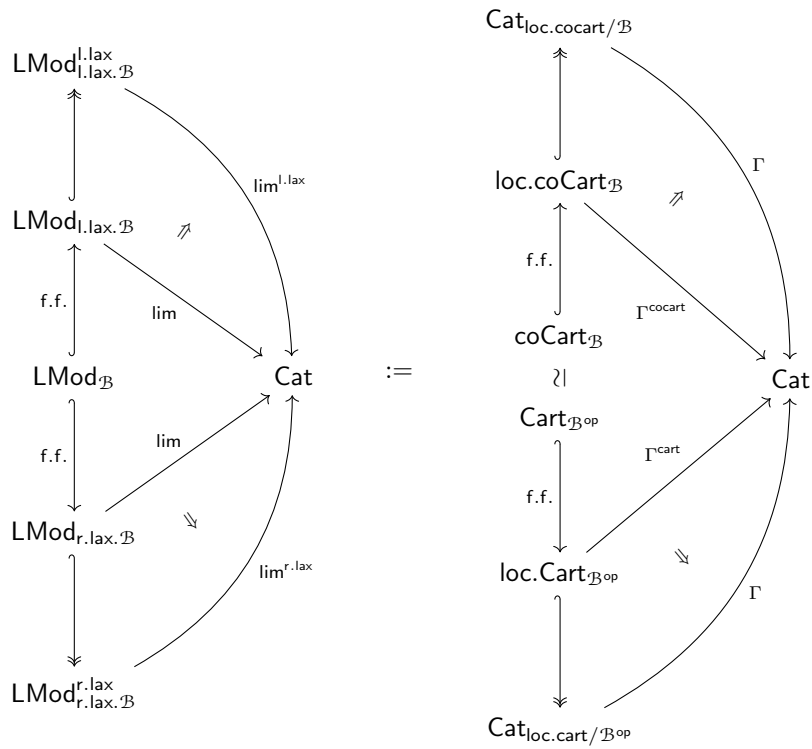 LMod^{l.lax}_{l.lax.ℬ}
lim^{l.lax}
LMod_{l.lax.ℬ}
⇗
f.f.
lim
LMod_ℬ
Cat
f.f.
lim
LMod_{r.lax.ℬ}
⇘
lim^{r.lax}
LMod^{r.lax}_{r.lax.ℬ}
:=
Cat_{loc.cocart/ℬ}
Γ
loc.coCart_ℬ
⇗
f.f.
Γ^{cocart}
coCart_ℬ
≃
Cat
Cart_{ℬ^{op}}
f.f.
Γ^{cart}
loc.Cart_{ℬ^{op}}
⇘
Γ
Cat_{loc.cart/ℬ^{op}}